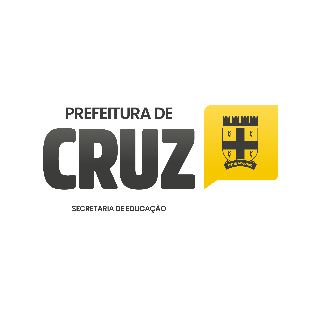 PREFEITURA DE
CRUZ
SECRETARIA DE EDUCAÇÃO